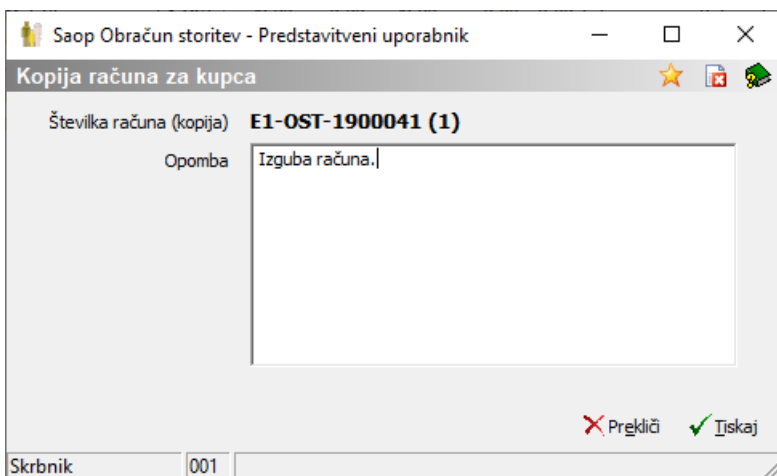 Saop Obračun storitev - Predstavitveni uporabnik
Kopija računa za kupca
Številka računa (kopija) E1-OST-1900041 (1)
Opomba Izguba računa.
Prekliči Tiskaj
Skrbnik 001